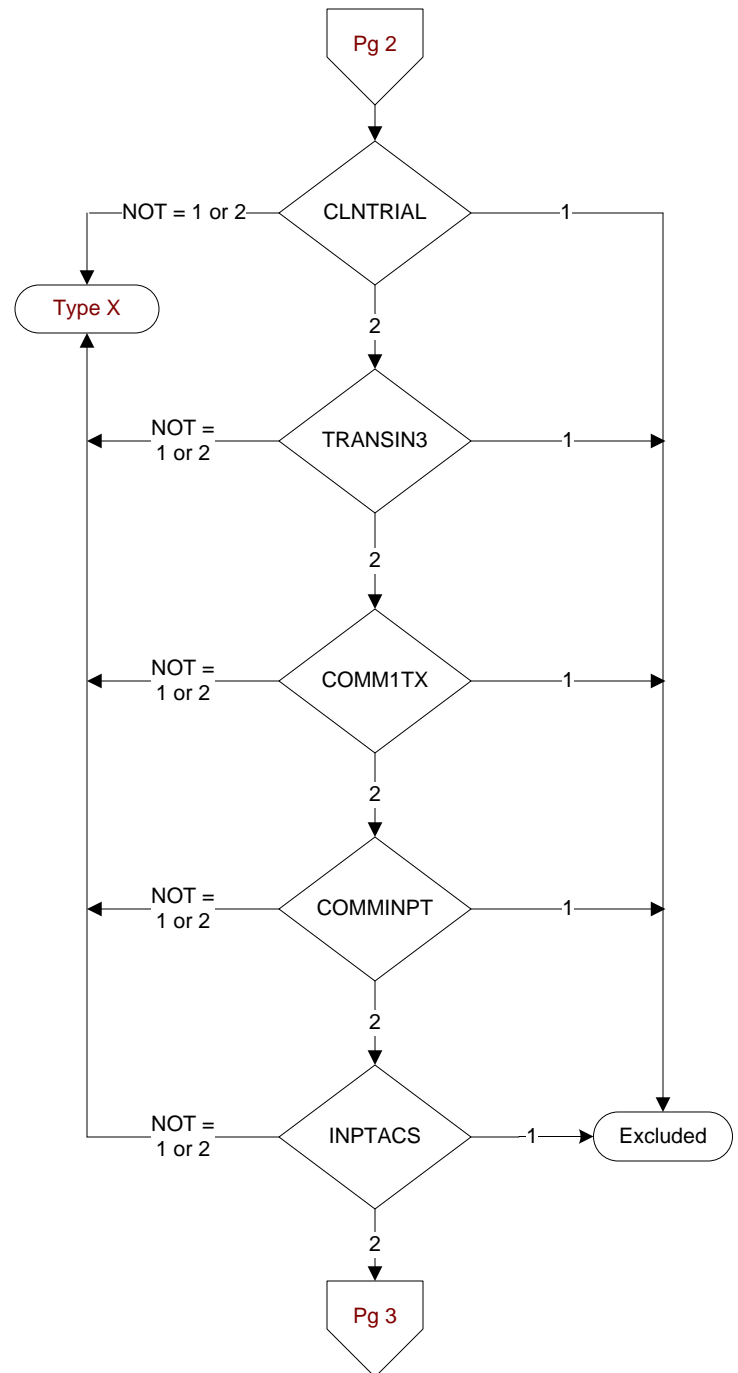 Pg 2
NOT = 1 or 2
CLNTRIAL
1
Type X
2
NOT =
1 or 2
TRANSIN3
1
2
NOT =
1 or 2
COMM1TX
1
2
NOT =
1 or 2
COMMINPT
1
2
NOT =
1 or 2
INPTACS
1
Excluded
2
Pg 3